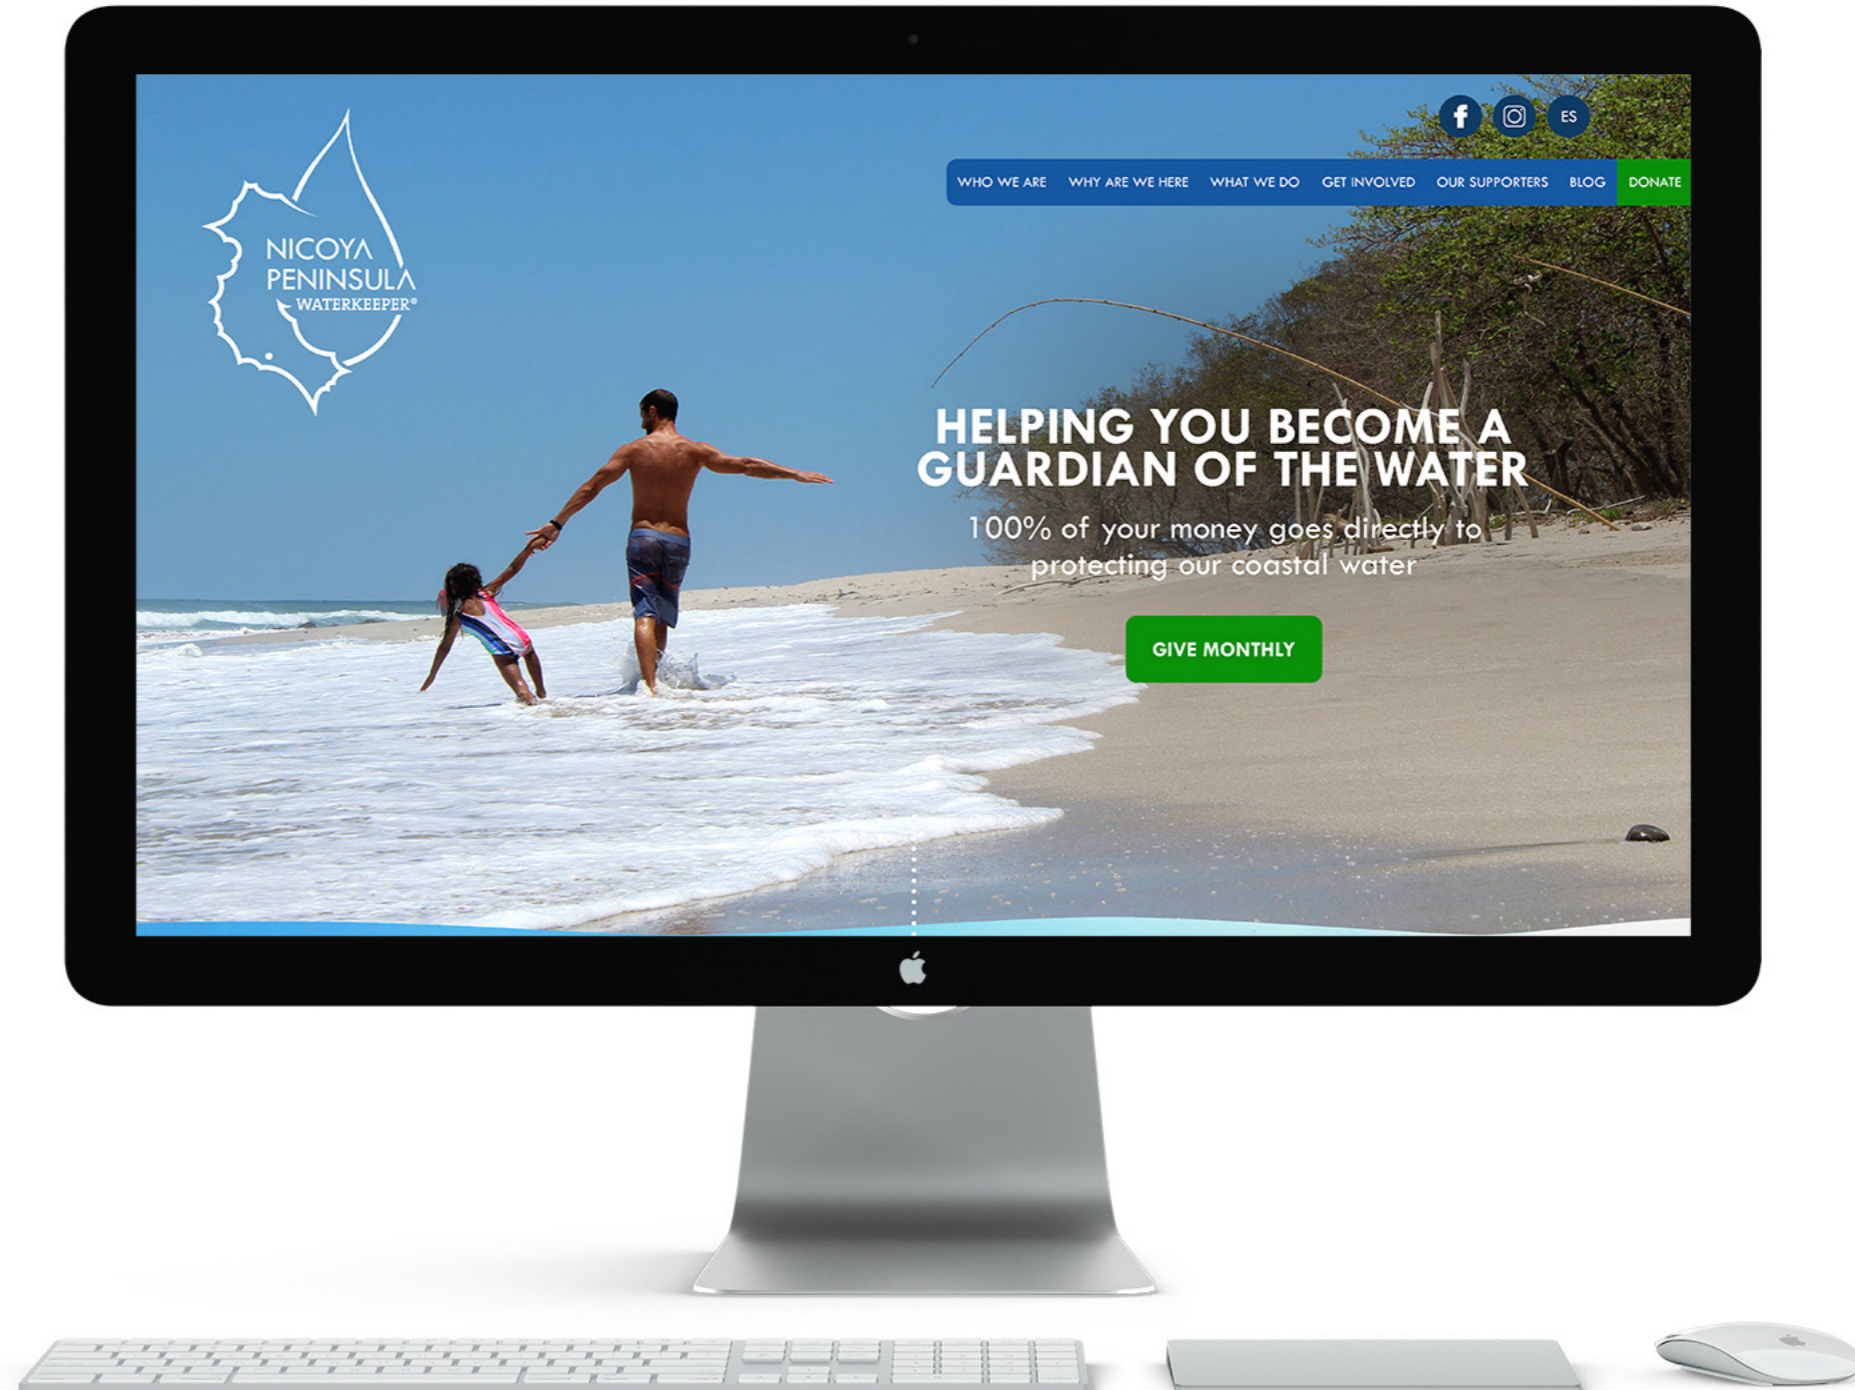 ES
WHO WE ARE WHY ARE WE HERE WHAT WE DO GET INVOLVED OUR SUPPORTERS BLOG DONATE
NICOYA
PENINSULA
WATERKEEPER®
HELPING YOU BECOME A
GUARDIAN OF THE WATER
100% of your money goes directly to
protecting our coastal water
GIVE MONTHLY